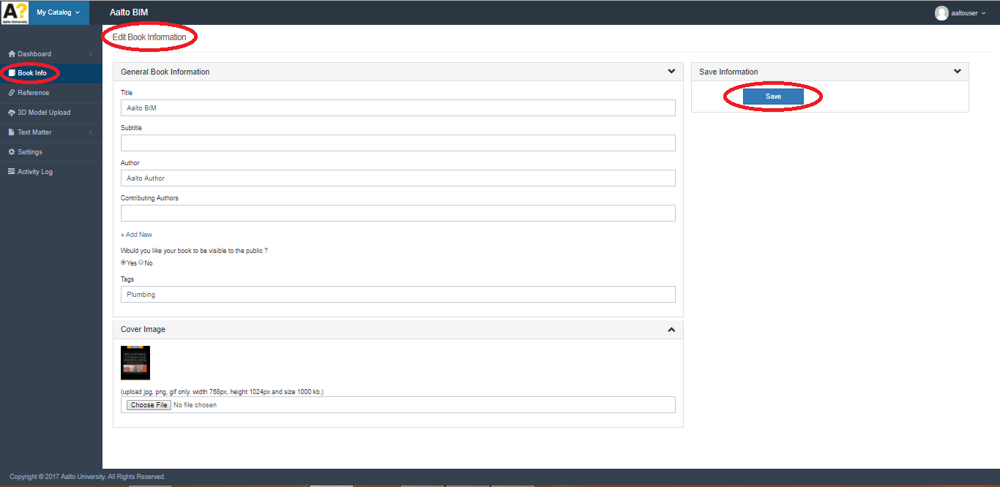 A?
Aalto University
My Catalog
Aalto BIM
aaltouser
Edit Book Information
Dashboard
Book Info
Reference
3D Model Upload
Text Matter
Settings
Activity Log
General Book Information
Title
Aalto BIM
Subtitle
Author
Aalto Author
Contributing Authors
+ Add New
Would you like your book to be visible to the public ?
Yes No
Tags
Plumbing
Cover Image
BUILDING
MODELING
(upload jpg, png, gif only. width 768px, height 1024px and size 1000 kb.)
Choose File No file chosen
Save Information
Save
Copyright © 2017 Aalto University. All Rights Reserved.